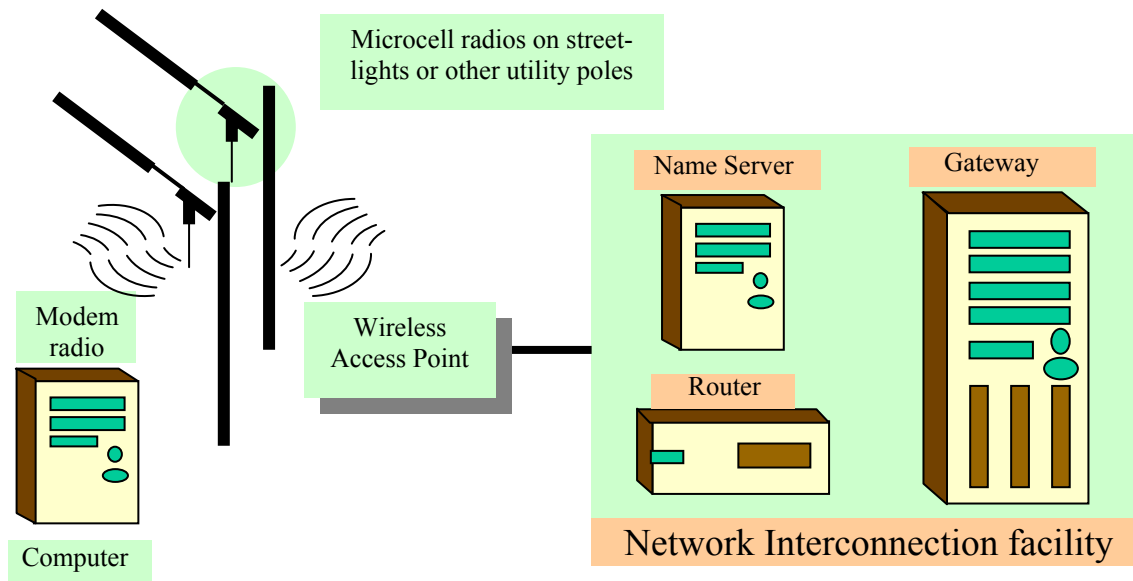 Microcell radios on street-
lights or other utility poles
Name Server
Gateway
Modem
radio
Wireless
Access Point
Router
Computer
Network Interconnection facility